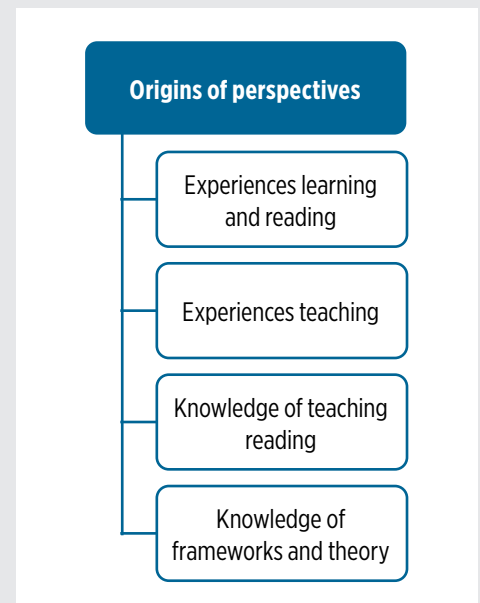 Origins of perspectives
Experiences learning
and reading
Experiences teaching
Knowledge of teaching
reading
Knowledge of
frameworks and theory